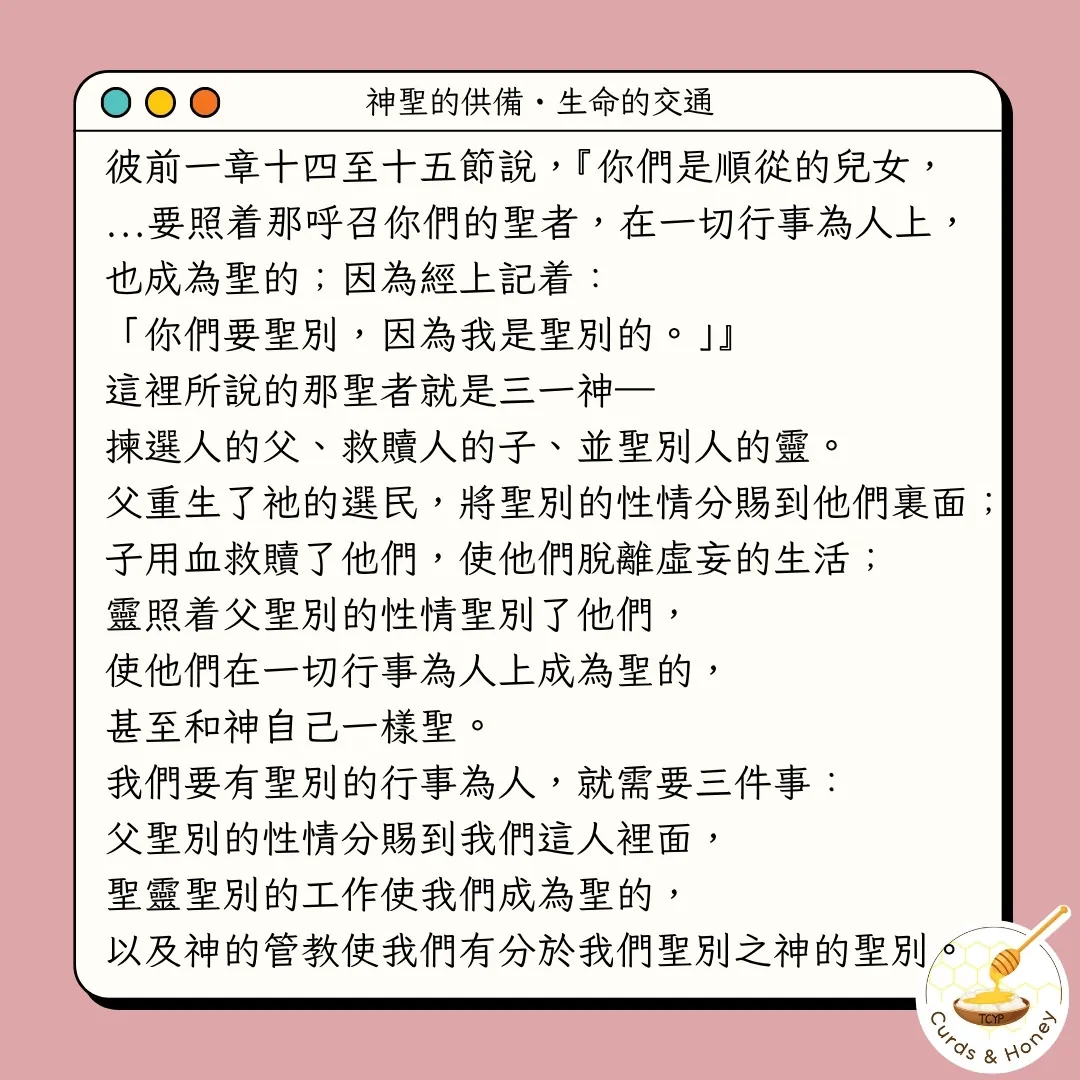 神聖的供備・生命的交通
彼前一章十四至十五節說，『你們是順從的兒女，
...要照着那呼召你們的聖者，在一切行事為人上，
也成為聖的；因為經上記着：
「你們要聖別，因為我是聖別的。」』
這裡所說的那聖者就是三一神—
揀選人的父、救贖人的子、並聖別人的靈。
父重生了祂的選民，將聖別的性情分賜到他們裏面；
子用血救贖了他們，使他們脫離虛妄的生活；
靈照着父聖別的性情聖別了他們，
使他們在一切行事為人上成為聖的，
甚至和神自己一樣聖。
我們要有聖別的行事為人，就需要三件事：
父聖別的性情分賜到我們這人裡面，
聖靈聖別的工作使我們成為聖的，
以及神的管教使我們有分於我們聖別之神的聖別。
TCYP
Curds & Honey